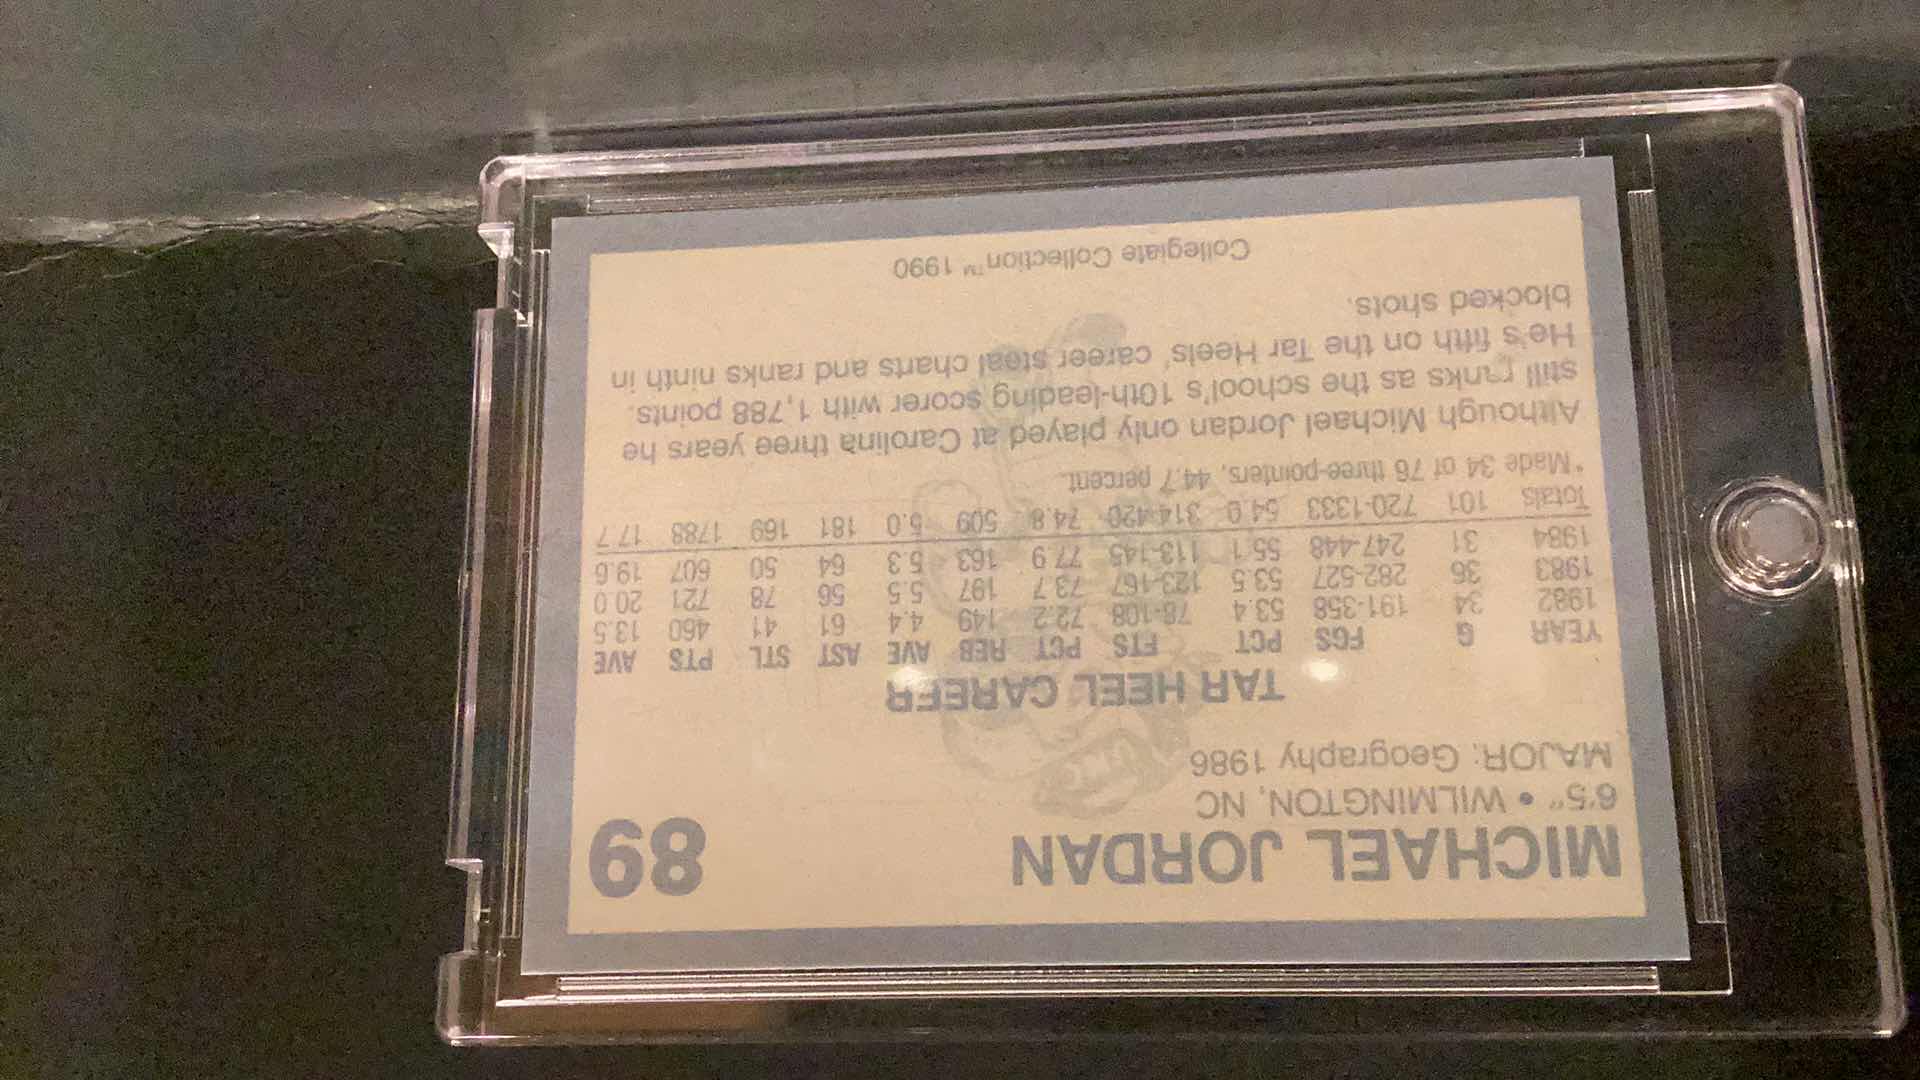 MICHAEL JORDAN 89
6'5" • WILMINGTON, NC
MAJOR: Geography 1986
TAR HEEL CAREER
YEAR G FGS PCT FTS PCT REB AVE AST STL PTS AVE
1982 34 191-358 53.4 78-108 72.2 149 4.4 61 41 460 13.5
1983 36 282-527 53.5 123-167 73.7 197 5.5 56 78 721 20.0
1984 31 247-448 55.1 113-145 77.9 163 5.3 64 50 607 19.6
Totals 101 720-1333 54.0 314-420 74.8 509 5.0 181 169 1788 17.7
*Made 34 of 76 three-pointers, 44.7 percent.
Although Michael Jordan only played at Carolina three years he
still ranks as the school's 10th-leading scorer with 1,788 points.
He's fifth on the Tar Heels' career steal charts and ranks ninth in
blocked shots.
Collegiate Collection™ 1990